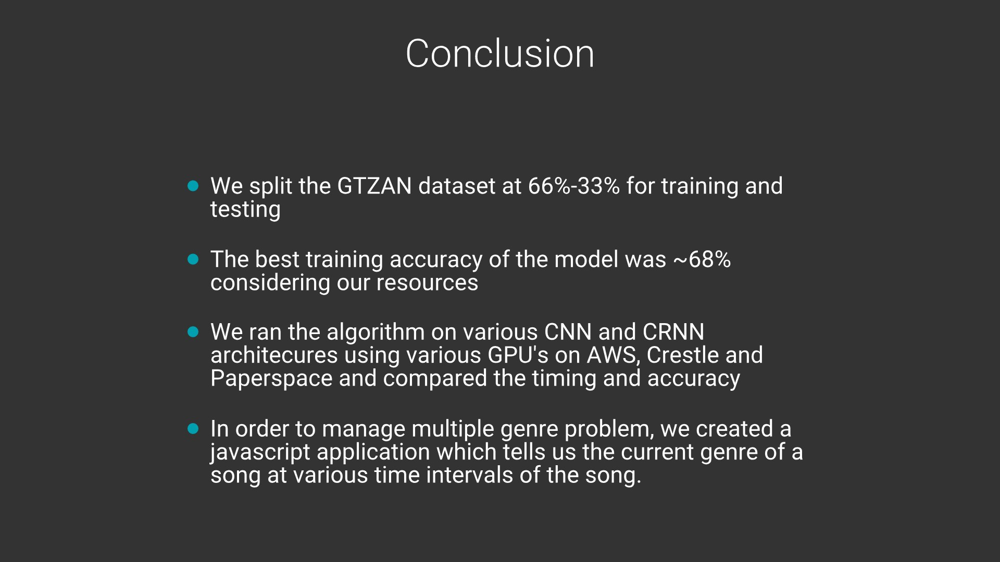 Conclusion
We split the GTZAN dataset at 66%-33% for training and
testing
The best training accuracy of the model was ~68%
considering our resources
We ran the algorithm on various CNN and CRNN
architecures using various GPU's on AWS, Crestle and
Paperspace and compared the timing and accuracy
In order to manage multiple genre problem, we created a
javascript application which tells us the current genre of a
song at various time intervals of the song.